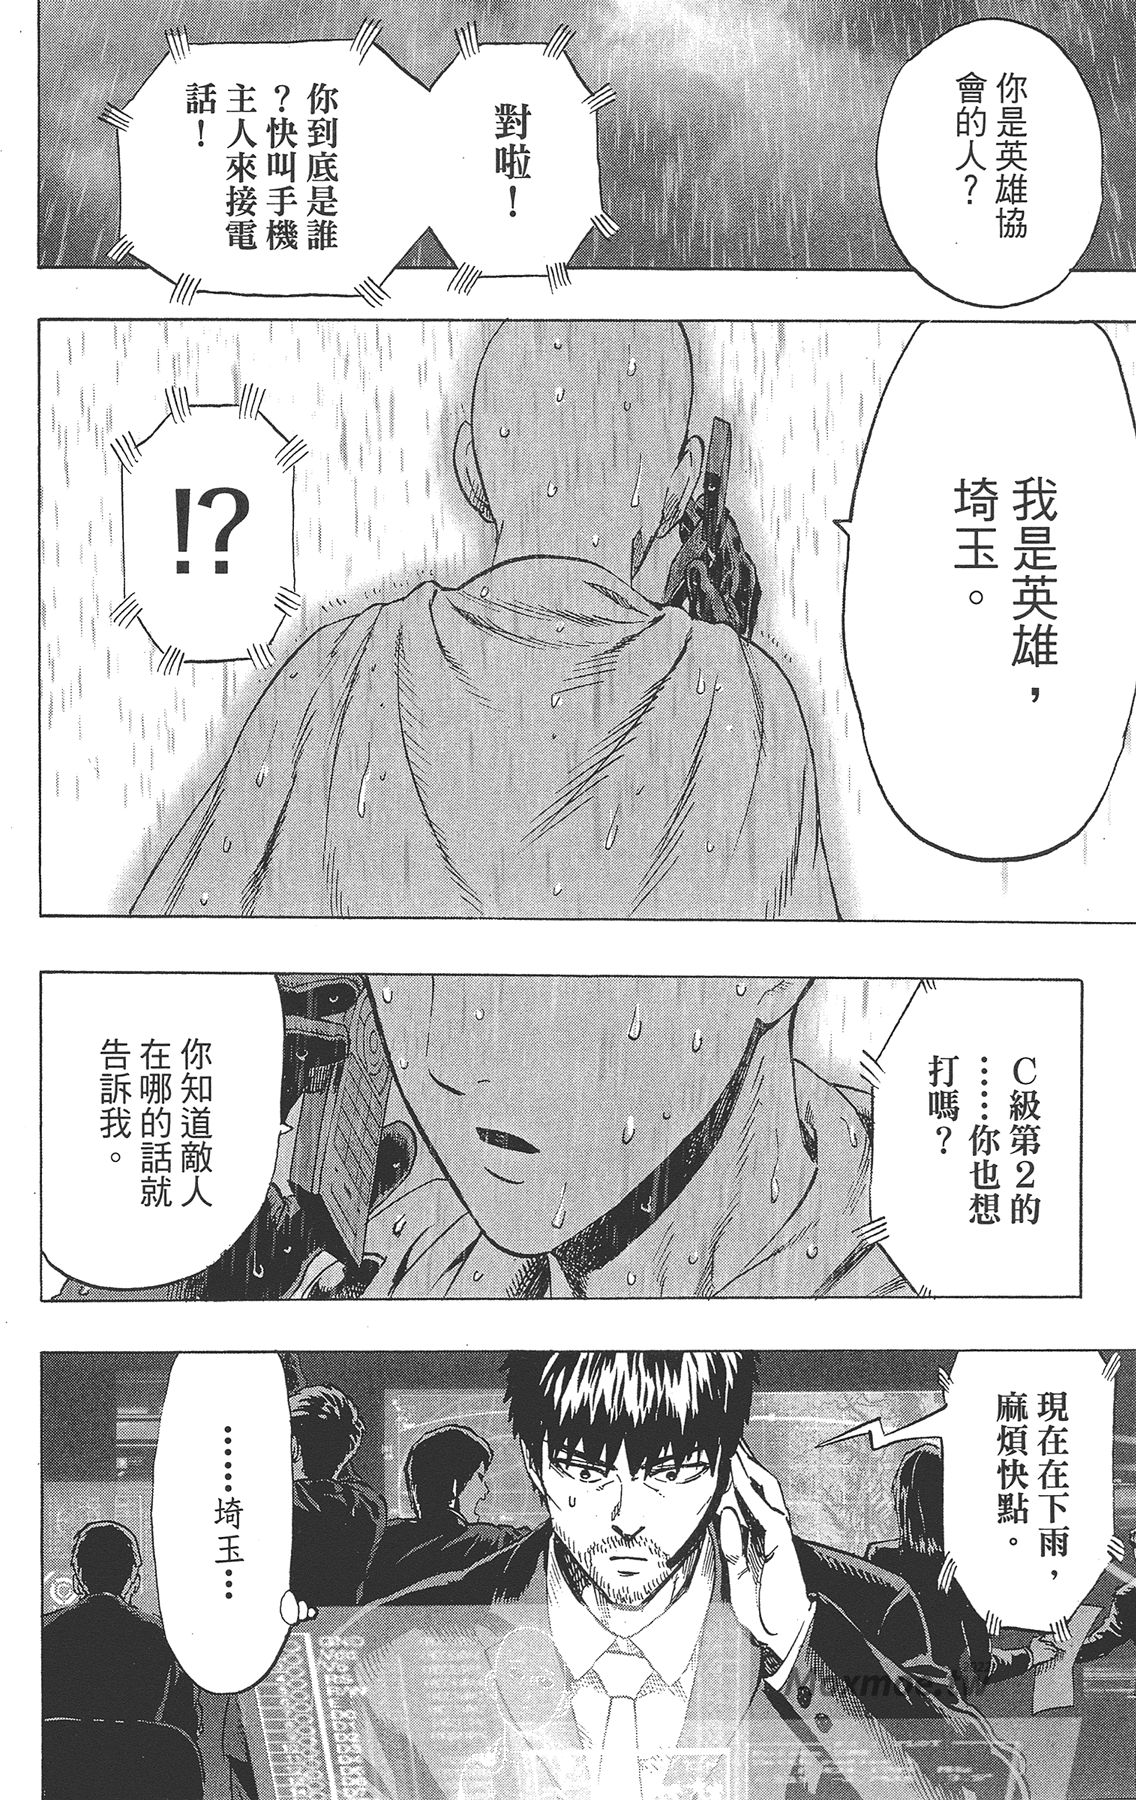 你是英雄協
會的人？
對啦！
你到底是誰
？快叫手機
主人來接電
話！
我是英雄，
埼玉。
!?
C級第2的
……你也想
打嗎？
你知道敵人
在哪的話就
告訴我。
現在在下雨，
麻煩快點。
……埼玉…